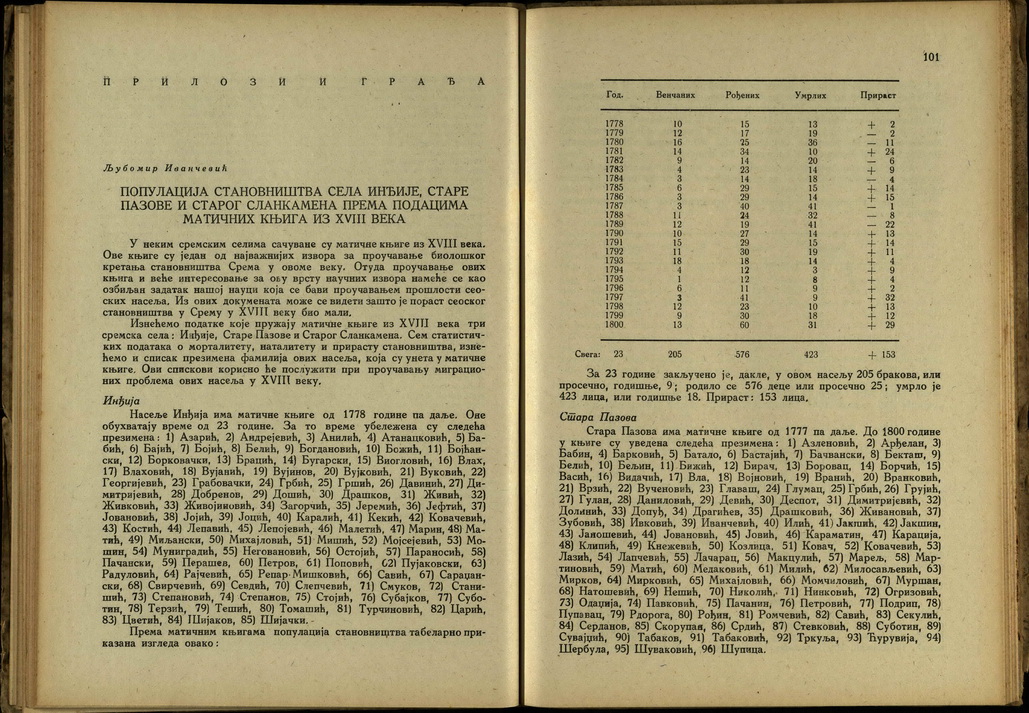 П Р И Л О З И И Г Р А Ђ А
Љубомир Иванчевић
ПОПУЛАЦИЈА СТАНОВНИШТВА СЕЛА ИНЂИЈЕ, СТАРЕ
ПАЗОВЕ И СТАРОГ СЛАНКАМЕНА ПРЕМА ПОДАЦИМА
МАТИЧНИХ КЊИГА ИЗ XVIII ВЕКА
У неким сремским селима сачуване су матичне књиге из XVIII века.
Ове књиге су један од најважнијих извора за проучавање биолошког
кретања становништва Срема у овоме веку. Отуда проучавање ових
књига и веће интересовање за ову врсту научних извора намеће се као
озбиљан задатак нашој науци која се бави проучавањем прошлости сео-
ских насеља. Из ових докумената може се видети зашто је пораст сеоског
становништва у Срему у XVIII веку био мали.
Изнећемо податке које пружају матичне књиге из XVIII века три
сремска села: Инђије, Старе Пазове и Старог Сланкамена. Сем статистич-
ких података о морталитету, наталитету и прирасту становништва, изне-
ћемо и списак презимена фамилија ових насеља, која су унета у матичне
књиге. Ови спискови корисно ће послужити при проучавању миграцио-
них проблема ових насеља у XVIII веку.
Инђија
Насеље Инђија има матичне књиге од 1778 године па даље. Оне
обухватају време од 23 године. За то време убележена су следећа
презимена: 1) Азарић, 2) Андрејевић, 3) Анилић, 4) Атанацковић, 5) Ба-
бић, 6) Бајић, 7) Бојић, 8) Белић, 9) Богдановић, 10) Божић, 11) Бојћан-
ски, 12) Борковачки, 13) Брацић, 14) Бугарски, 15) Виогловић, 16) Влах,
17) Влаховић, 18) Вујанић, 19) Вујинов, 20) Вујковић, 21) Вуковић, 22)
Георгијевић, 23) Грабовачки, 24) Грбић, 25) Гршић, 26) Давинић, 27) Ди-
митријевић, 28) Добренов, 29) Дошић, 30) Драшков, 31) Живић, 32)
Живковић, 33) Живојиновић, 34) Загорчић, 35) Јеремић, 36) Јефтић, 37)
Јовановић, 38) Јојић, 39) Јоцић, 40) Каралић, 41) Кекић, 42) Ковачевић,
43) Костић, 44) Лепавић, 45) Лепојевић, 46) Малетић, 47) Марин, 48) Ма-
тић, 49) Миљански, 50) Михајловић, 51) Мишић, 52) Мојсејевић, 53) Мо-
шин, 54) Муниградић, 55) Неговановић, 56) Остојић, 57) Параносић, 58)
Пачански, 59) Перашев, 60) Петров, 61) Поповић, 62) Пујаковски, 63)
Радуловић, 64) Рајчевић, 65) Решар-Мишковић, 66) Савић, 67) Сараџан-
ски, 68) Свирчевић, 69) Севдић, 70) Слепчевић, 71) Смуков, 72) Стани-
шић, 73) Степановић, 74) Степанов, 75) Стојић, 76) Субајков, 77) Субо-
тин, 78) Терзић, 79) Тешић, 80) Томашић, 81) Турчиновић, 82) Царић,
83) Цветић, 84) Шијаков, 85) Шијачки.
Према матичним књигама популација становништва табеларно при-
казана изгледа овако:
101
Год. Венчаних Рођених Умрлих Прираст
1778 10 15 13 + 2
1779 12 17 19 — 2
1780 16 25 36 — 11
1781 14 34 10 + 24
1782 9 14 20 — 6
1783 4 23 14 + 9
1784 3 14 18 — 4
1785 6 29 15 + 14
1786 3 29 14 + 15
1787 3 40 41 — 1
1788 11 24 32 — 8
1789 12 19 41 — 22
1790 10 27 14 + 13
1791 15 29 15 + 14
1792 11 30 19 + 11
1793 18 18 14 + 4
1794 4 12 3 + 9
1795 1 12 8 + 4
1796 6 11 9 + 2
1797 3 41 9 + 32
1798 12 23 10 + 13
1799 9 30 18 + 12
1800 13 60 31 + 29
Свега: 23 205 576 423 + 153
За 23 године закључено је, дакле, у овом насељу 205 бракова, или
просечно, годишње, 9; родило се 576 деце или просечно 25; умрло је
423 лица, или годишње 18. Прираст: 153 лица.
Стара Пазова
Стара Пазова има матичне књиге од 1777 па даље. До 1800 године
у књиге су уведена следећа презимена: 1) Азленовић, 2) Арђелан, 3)
Бабин, 4) Барковић, 5) Батало, 6) Бастајић, 7) Бачвански, 8) Бекташ, 9)
Белић, 10) Бељин, 11) Бижић, 12) Бирач, 13) Боровац, 14) Борчић, 15)
Васић, 16) Видачић, 17) Вла, 18) Војновић, 19) Вранић, 20) Вранковић,
21) Врзић, 22) Вученовић, 23) Главаш, 24) Глумац, 25) Грбић, 26) Грујић,
27) Гулан, 28) Даниловић, 29) Девић, 30) Деспот, 31) Димитријевић, 32)
Долинић, 33) Допуђ, 34) Драгићев, 35) Драшковић, 36) Живановић, 37)
Зубовић, 38) Ивковић, 39) Иванчевић, 40) Илић, 41) Јакпић, 42) Јакшин,
43) Јаношевић, 44) Јовановић, 45) Јовић, 46) Караматин, 47) Карација,
48) Клипић, 49) Кнежевић, 50) Козлица, 51) Ковач, 52) Ковачевић, 53)
Лазић, 54) Лапчевић, 55) Лачарац, 56) Макцулић, 57) Марељ, 58) Мар-
тиновић, 59) Матић, 60) Медаковић, 61) Милић, 62) Милосављевић, 63)
Мирков, 64) Мирковић, 65) Михајловић, 66) Момчиловић, 67) Муршан,
68) Натошевић, 69) Нешић, 70) Николић, 71) Нинковић, 72) Огризовић,
73) Одаџија, 74) Павковић, 75) Пачанин, 76) Петровић, 77) Подрип, 78)
Пупавац, 79) Рдорога, 80) Рођин, 81) Ромчевић, 82) Савић, 83) Секулић,
84) Серданов, 85) Скорупан, 86) Срдић, 87) Стевковић, 88) Суботин, 89)
Сувајџић, 90) Табаков, 91) Табаковић, 92) Тркуља, 93) Ћурувија, 94)
Шербула, 95) Шуваковић, 96) Шупица.